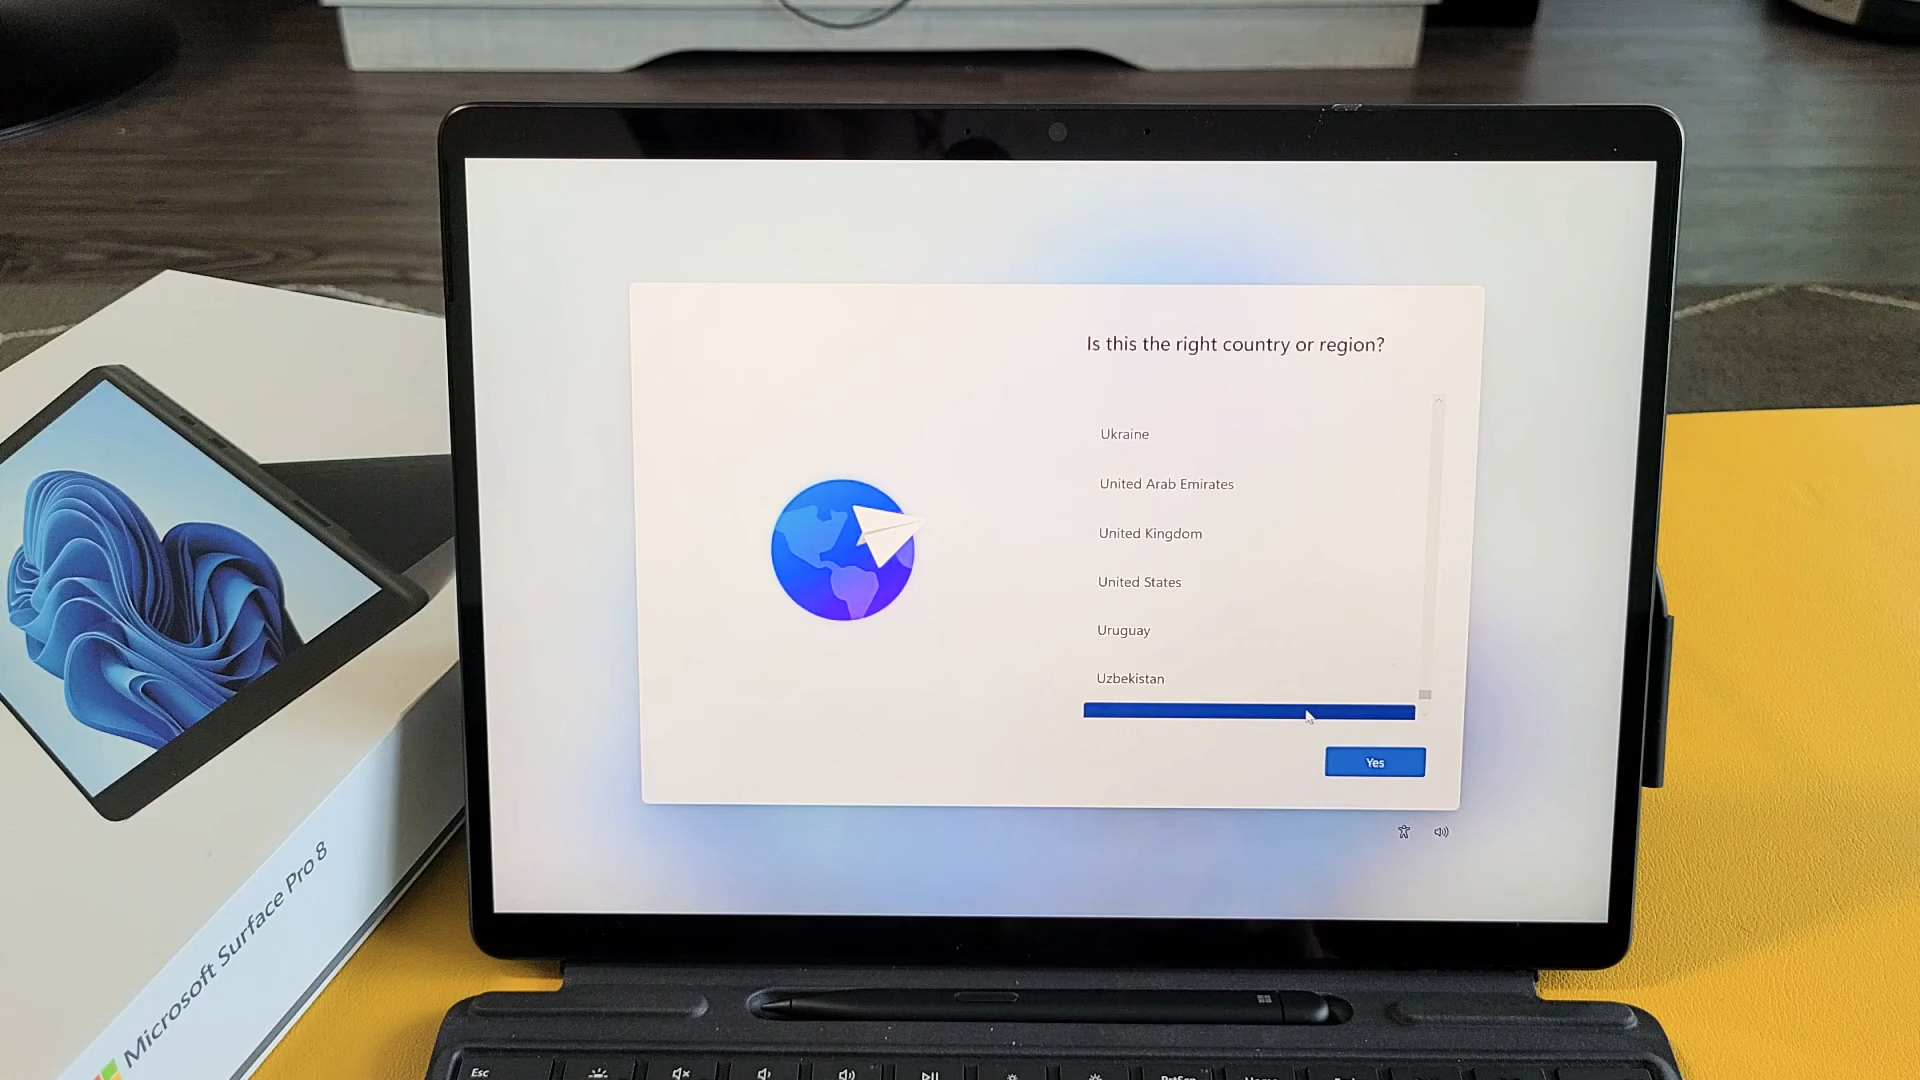 Is this the right country or region?
Ukraine
United Arab Emirates
United Kingdom
United States
Uruguay
Uzbekistan
Yes
Microsoft Surface Pro 8
Esc
PrtScn